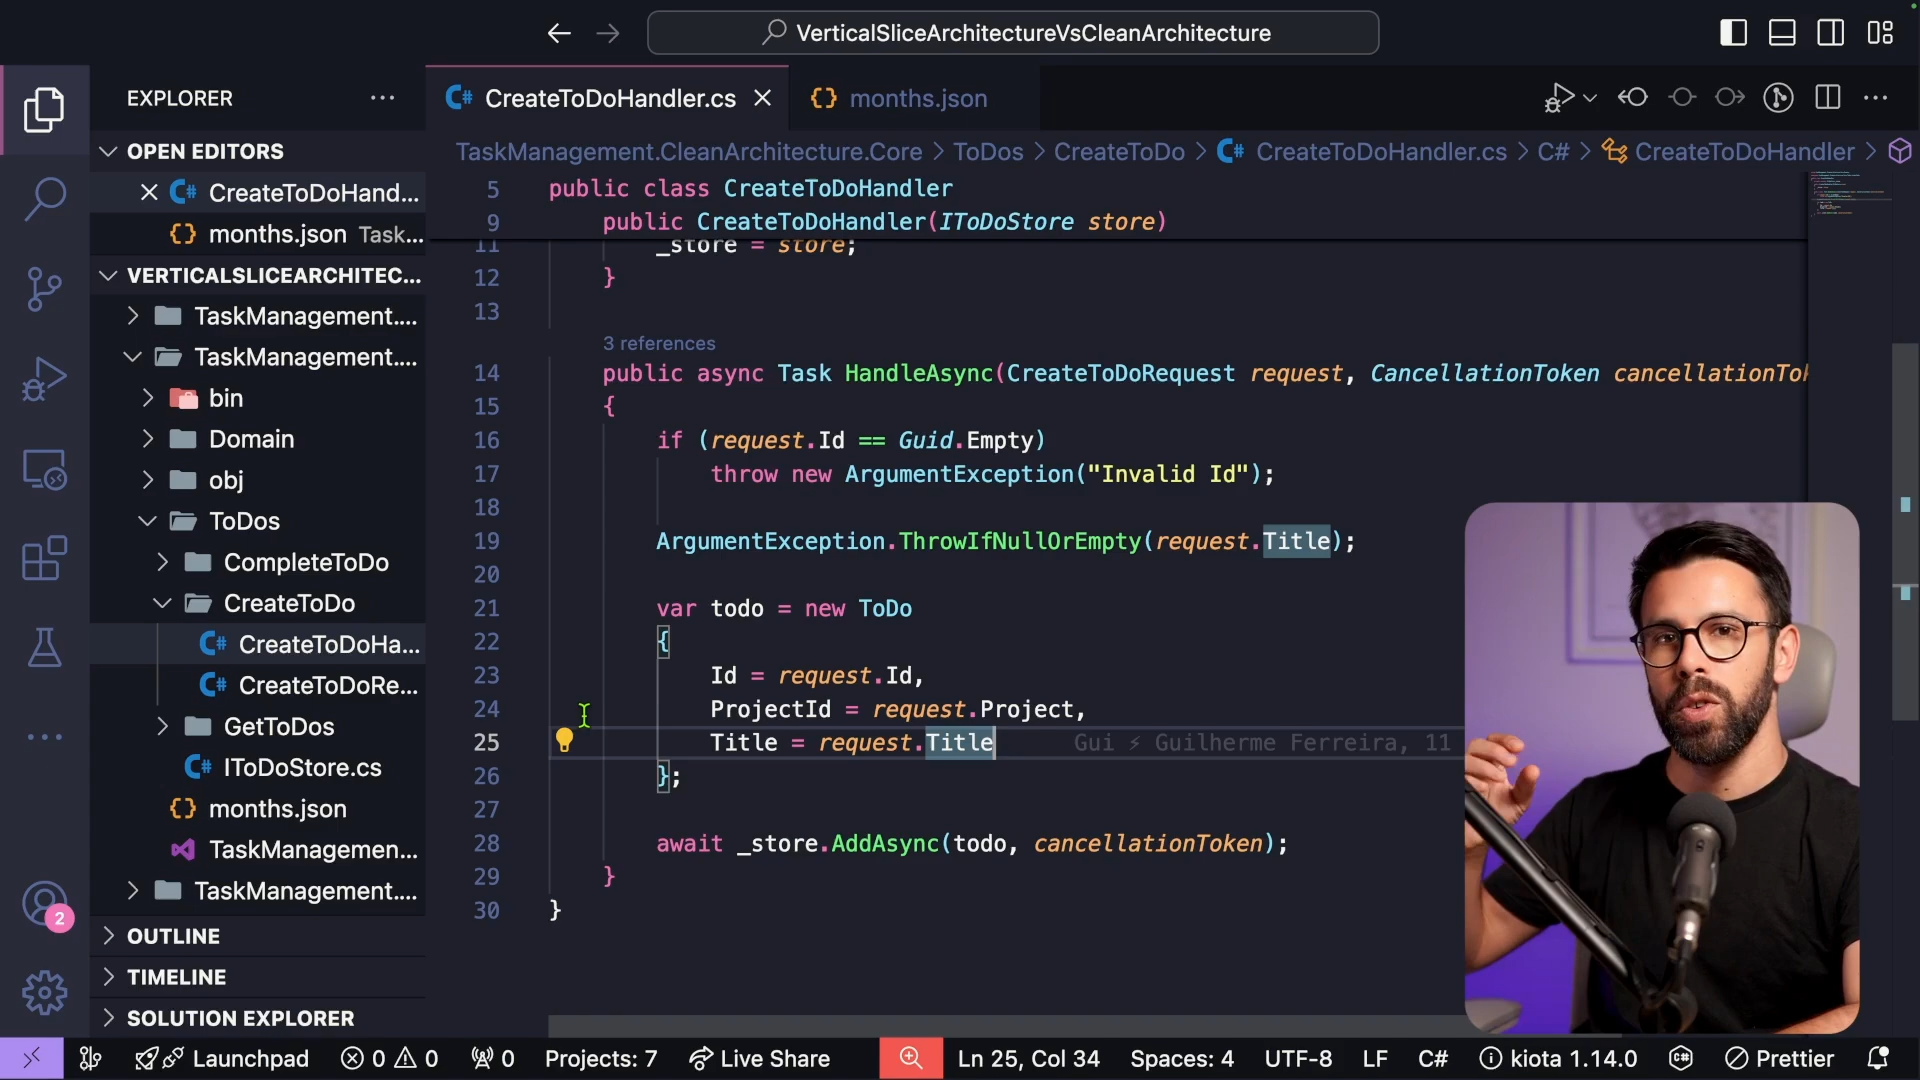 VerticalSliceArchitectureVsCleanArchitecture
EXPLORER
CreateToDoHandler.cs
months.json
OPEN EDITORS
CreateToDoHand...
months.json Task...
VERTICALSLICEARCHITEC...
TaskManagement....
TaskManagement....
bin
Domain
obj
ToDos
CompleteToDo
CreateToDo
CreateToDoHa...
CreateToDoRe...
GetToDos
IToDoStore.cs
months.json
TaskManagemen...
TaskManagement....
OUTLINE
TIMELINE
SOLUTION EXPLORER
2
TaskManagement.CleanArchitecture.Core > ToDos > CreateToDo > CreateToDoHandler.cs > C# > CreateToDoHandler >
5 public class CreateToDoHandler
9 public CreateToDoHandler(IToDoStore store)
11 _store = store;
12 }
13
3 references
14 public async Task HandleAsync(CreateToDoRequest request, CancellationToken cancellationTok
15 {
16 if (request.Id == Guid.Empty)
17 throw new ArgumentException("Invalid Id");
18
19 ArgumentException.ThrowIfNullOrEmpty(request.Title);
20
21 var todo = new ToDo
22 {
23 Id = request.Id,
24 ProjectId = request.Project,
25 Title = request.Title Gui ⚡ Guilherme Ferreira, 11
26 };
27
28 await _store.AddAsync(todo, cancellationToken);
29 }
30 }
Launchpad 0 0 0 Projects: 7 Live Share Ln 25, Col 34 Spaces: 4 UTF-8 LF C# kiota 1.14.0 Prettier